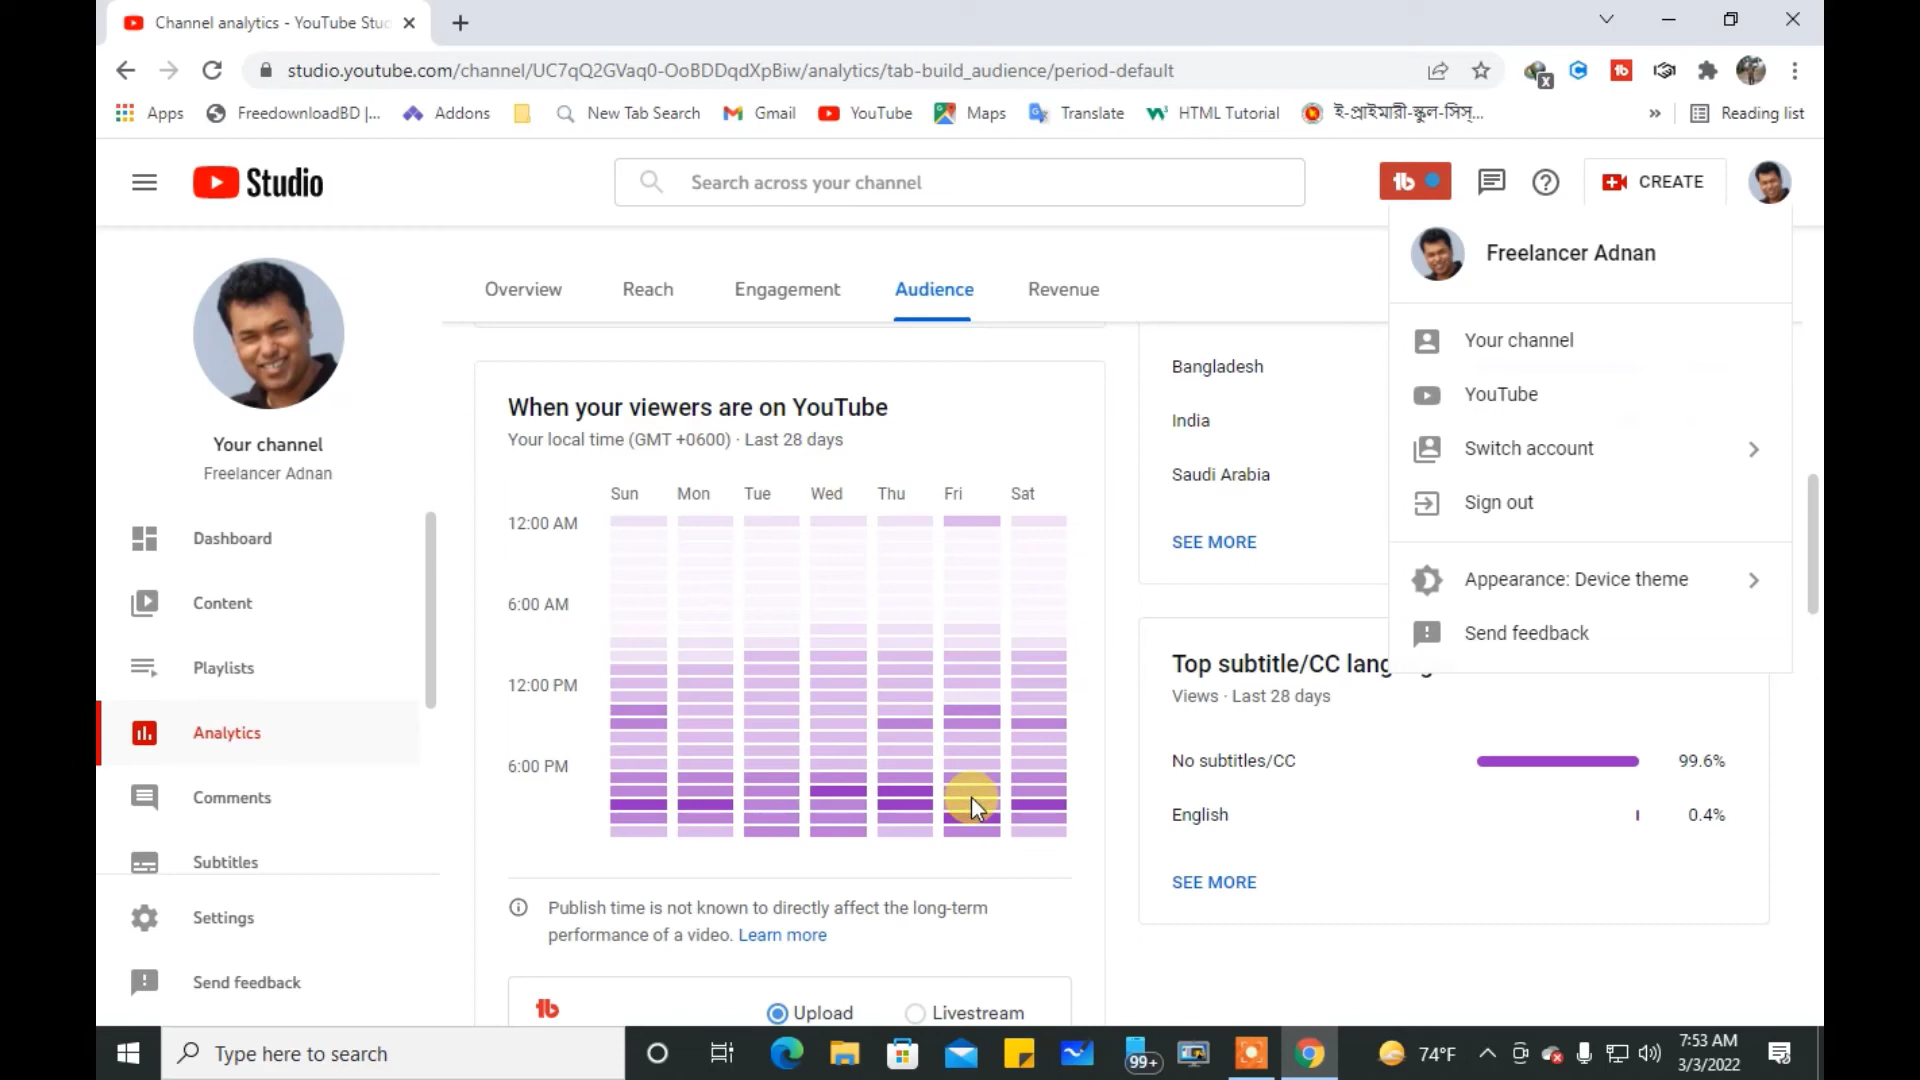 Channel analytics - YouTube Stu
studio.youtube.com/channel/UC7qQ2GVaq0-OoBDDqdXpBiw/analytics/tab-build_audience/period-default
Apps
FreedownloadBD |...
Addons
New Tab Search
Gmail
YouTube
Maps
Translate
HTML Tutorial
ই-প্রাইমারী-স্কুল-সিস্...
»
Reading list
Studio
Search across your channel
CREATE
Freelancer Adnan
Your channel
YouTube
Switch account
Sign out
Appearance: Device theme
Send feedback
Your channel
Freelancer Adnan
Dashboard
Content
Playlists
Analytics
Comments
Subtitles
Settings
Send feedback
Overview
Reach
Engagement
Audience
Revenue
When your viewers are on YouTube
Your local time (GMT +0600) · Last 28 days
Sun Mon Tue Wed Thu Fri Sat
12:00 AM
6:00 AM
12:00 PM
6:00 PM
Publish time is not known to directly affect the long-term
performance of a video. Learn more
Upload
Livestream
Bangladesh
India
Saudi Arabia
SEE MORE
Top subtitle/CC lang
Views · Last 28 days
No subtitles/CC 99.6%
English 0.4%
SEE MORE
Type here to search
99+
74°F
7:53 AM
3/3/2022